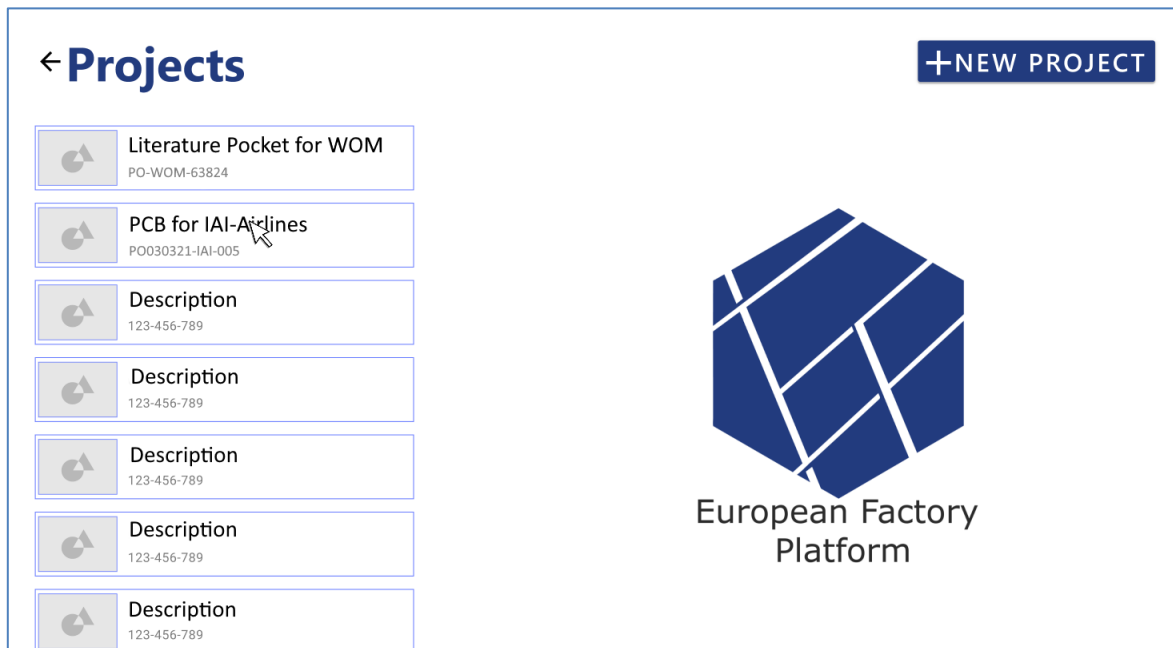 Projects
+NEW PROJECT
Literature Pocket for WOM
PO-WOM-63824
PCB for IAI-Airlines
PO030321-IAI-005
Description
123-456-789
Description
123-456-789
Description
123-456-789
Description
123-456-789
Description
123-456-789
European Factory
Platform